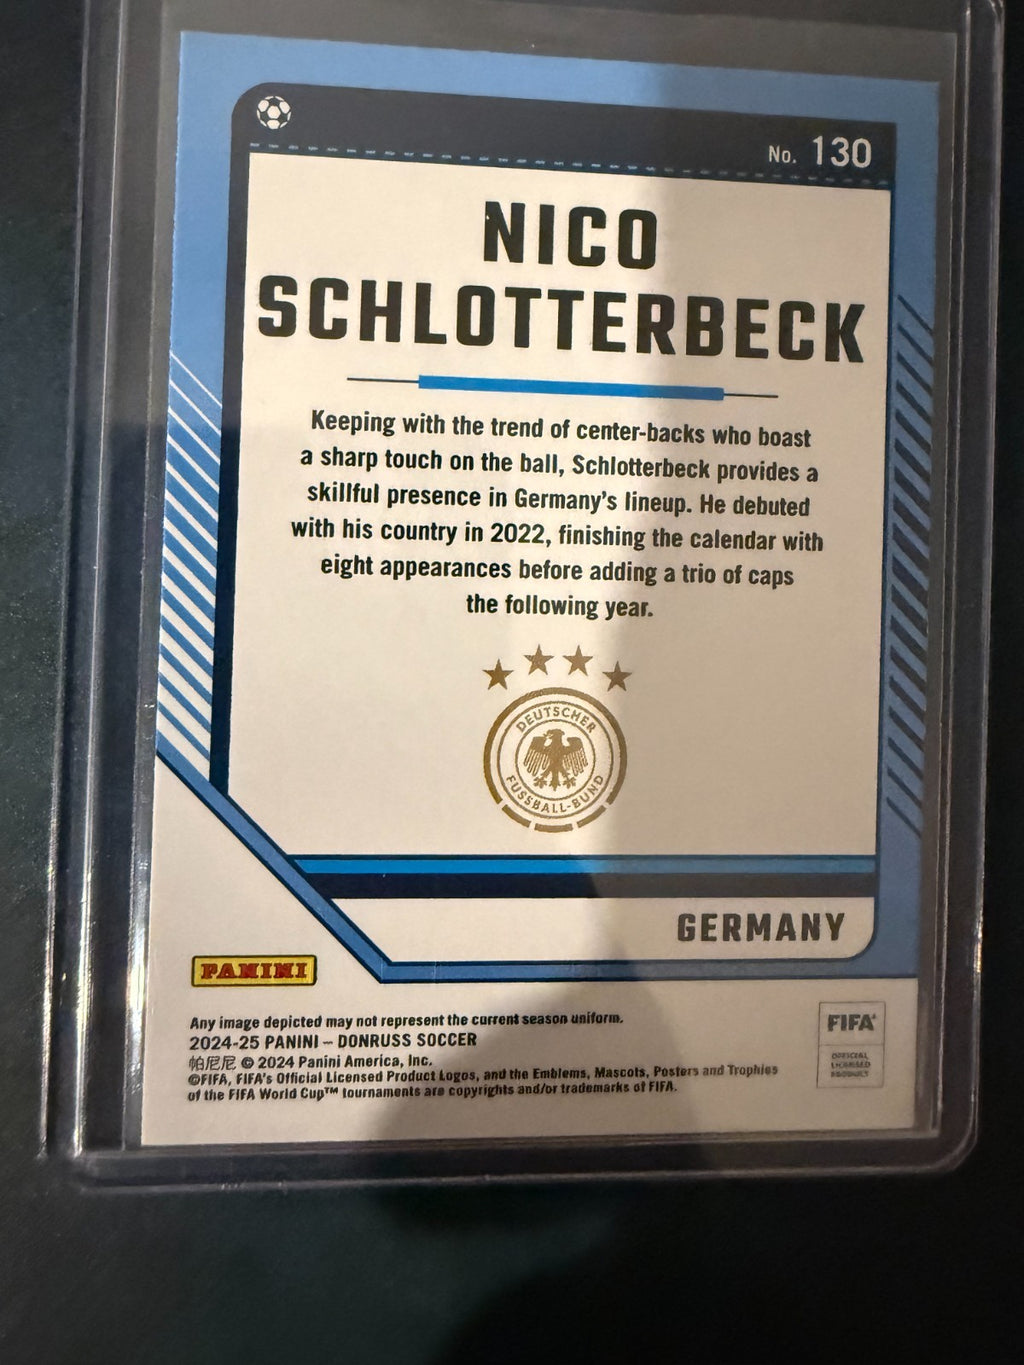 No. 130
NICO
SCHLOTTERBECK
Keeping with the trend of center-backs who boast
a sharp touch on the ball, Schlotterbeck provides a
skillful presence in Germany's lineup. He debuted
with his country in 2022, finishing the calendar with
eight appearances before adding a trio of caps
the following year.
DEUTSCHER
FUSSBALL-BUND
GERMANY
PANINI
Any image depicted may not represent the current season uniform.
2024-25 PANINI – DONRUSS SOCCER
帕尼尼 © 2024 Panini America, Inc.
©FIFA, FIFA's Official Licensed Product Logos, and the Emblems, Mascots, Posters and Trophies
of the FIFA World Cup™ tournaments are copyrights and/or trademarks of FIFA.
FIFA®
OFFICIAL
LICENSED
PRODUCT